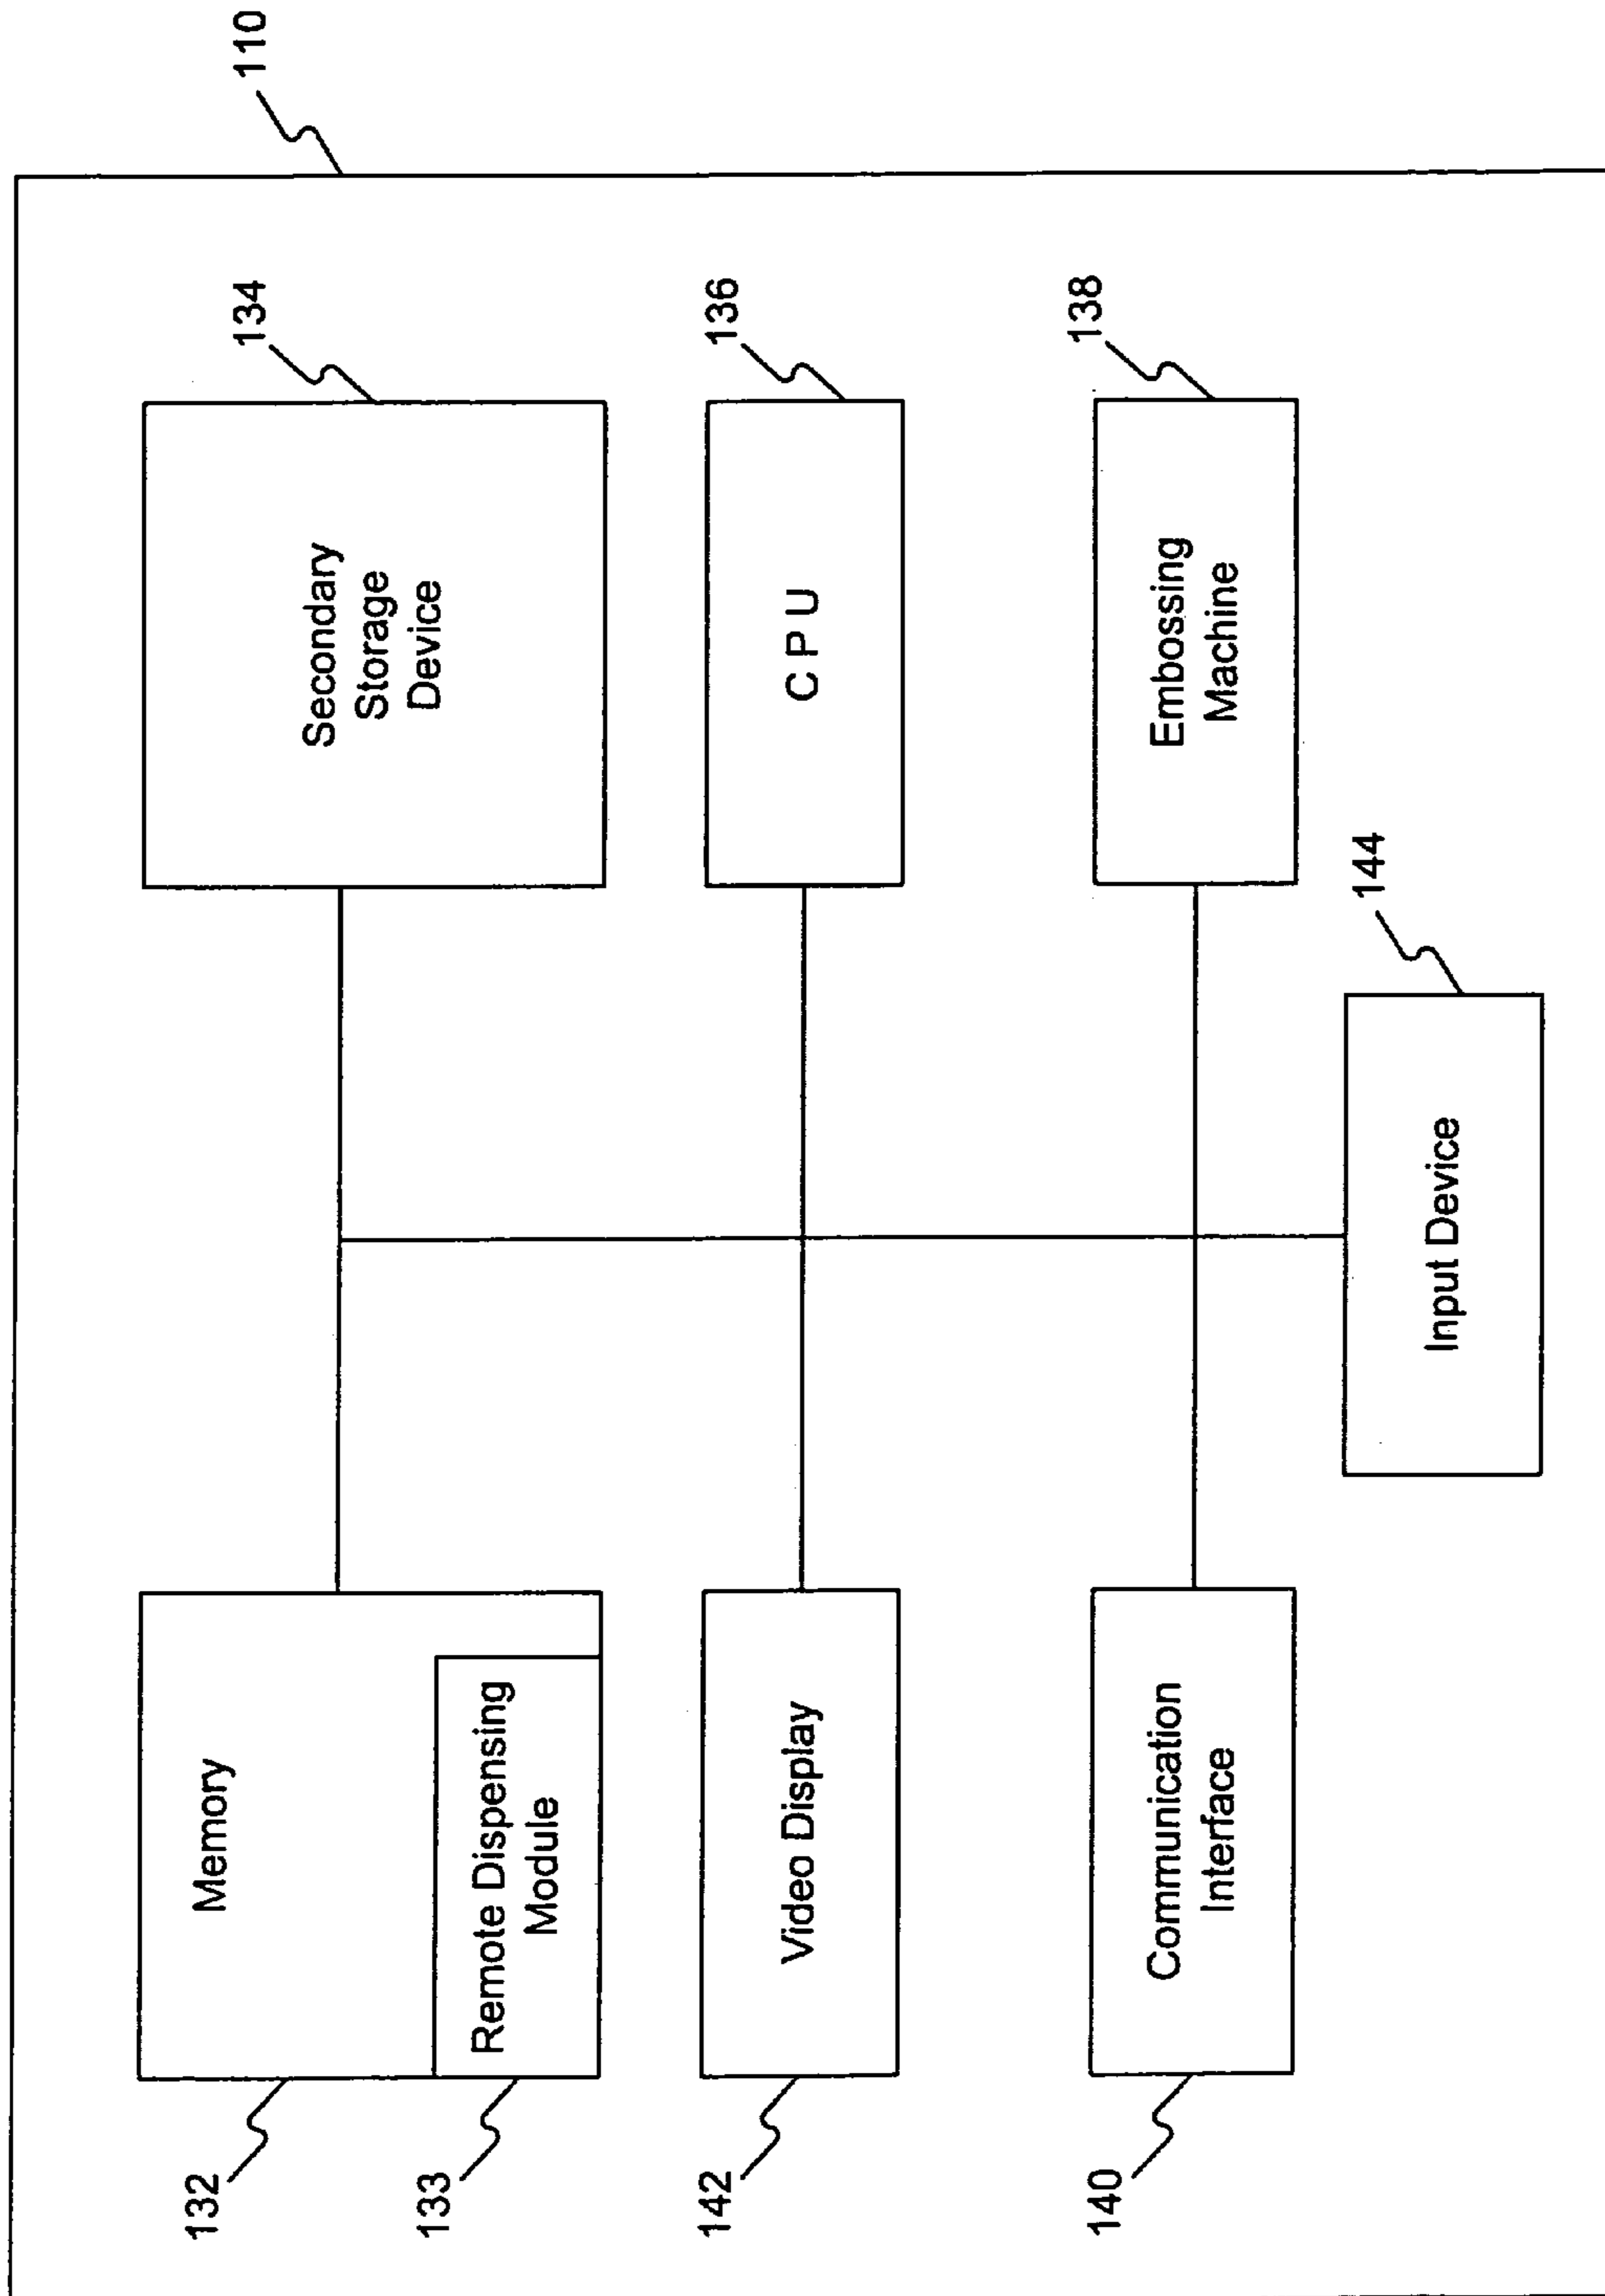 110
132
Memory
133
Remote Dispensing
Module
Secondary
Storage
Device
134
142
Video Display
C P U
136
140
Communication
Interface
Embossing
Machine
138
Input Device
144